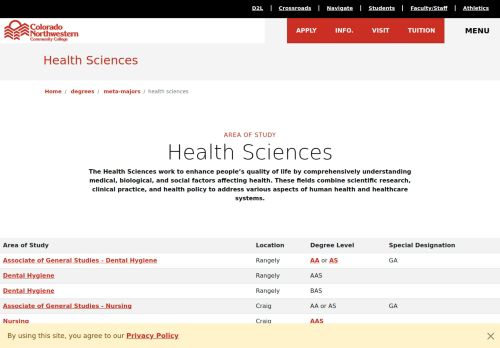 D2L | Crossroads | Navigate | Students | Faculty/Staff | Athletics
Colorado Northwestern Community College
APPLY INFO. VISIT TUITION MENU
Health Sciences
Home / degrees / meta-majors / health sciences
AREA OF STUDY
Health Sciences
The Health Sciences work to enhance people's quality of life by comprehensively understanding
medical, biological, and social factors affecting health. These fields combine scientific research,
clinical practice, and health policy to address various aspects of human health and healthcare
systems.
Area of Study Location Degree Level Special Designation
Associate of General Studies - Dental Hygiene Rangely AA or AS GA
Dental Hygiene Rangely AAS
Dental Hygiene Rangely BAS
Associate of General Studies - Nursing Craig AA or AS GA
Nursing Craig AAS
By using this site, you agree to our Privacy Policy ×